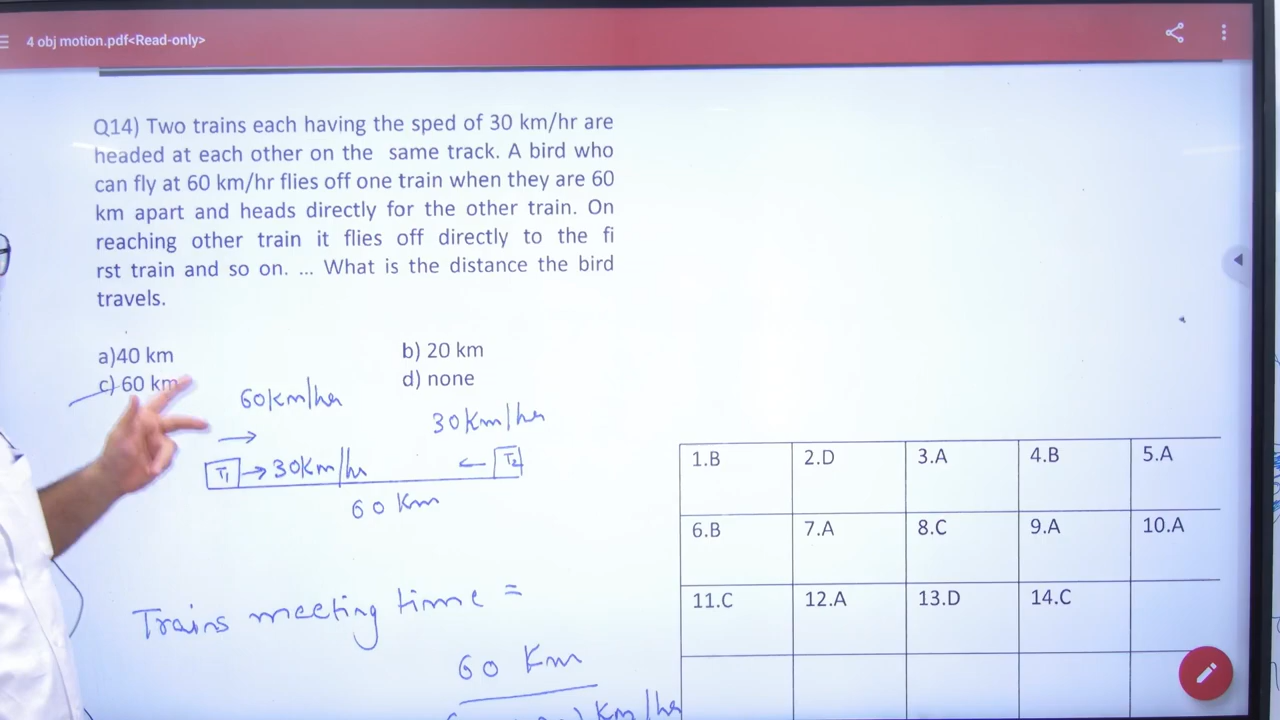 4 obj motion.pdf<Read-only>
Q14) Two trains each having the sped of 30 km/hr are
headed at each other on the same track. A bird who
can fly at 60 km/hr flies off one train when they are 60
km apart and heads directly for the other train. On
reaching other train it flies off directly to the fi
rst train and so on. ... What is the distance the bird
travels.
a)40 km b) 20 km
c) 60 km d) none
60km/hr
30km/hr
T1 → 30km/hr ← T2
60 Km
Trains meeting time =
60 Km
km/hr
1.B 2.D 3.A 4.B 5.A
6.B 7.A 8.C 9.A 10.A
11.C 12.A 13.D 14.C